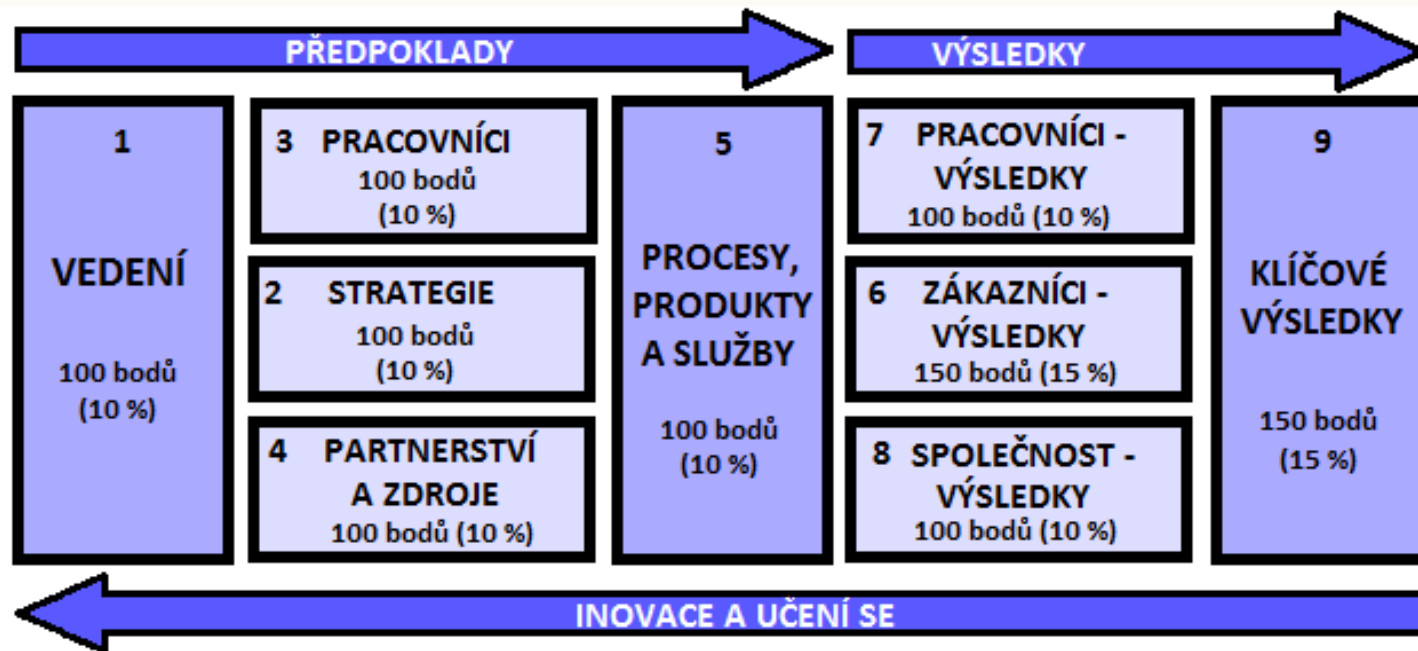 PŘEDPOKLADY
VÝSLEDKY
1
VEDENÍ
100 bodů
(10 %)
3 PRACOVNÍCI
100 bodů
(10 %)
2 STRATEGIE
100 bodů
(10 %)
4 PARTNERSTVÍ
A ZDROJE
100 bodů (10 %)
5
PROCESY,
PRODUKTY
A SLUŽBY
100 bodů
(10 %)
7 PRACOVNÍCI -
VÝSLEDKY
100 bodů (10 %)
6 ZÁKAZNÍCI -
VÝSLEDKY
150 bodů (15 %)
8 SPOLEČNOST -
VÝSLEDKY
100 bodů (10 %)
9
KLÍČOVÉ
VÝSLEDKY
150 bodů
(15 %)
INOVACE A UČENÍ SE